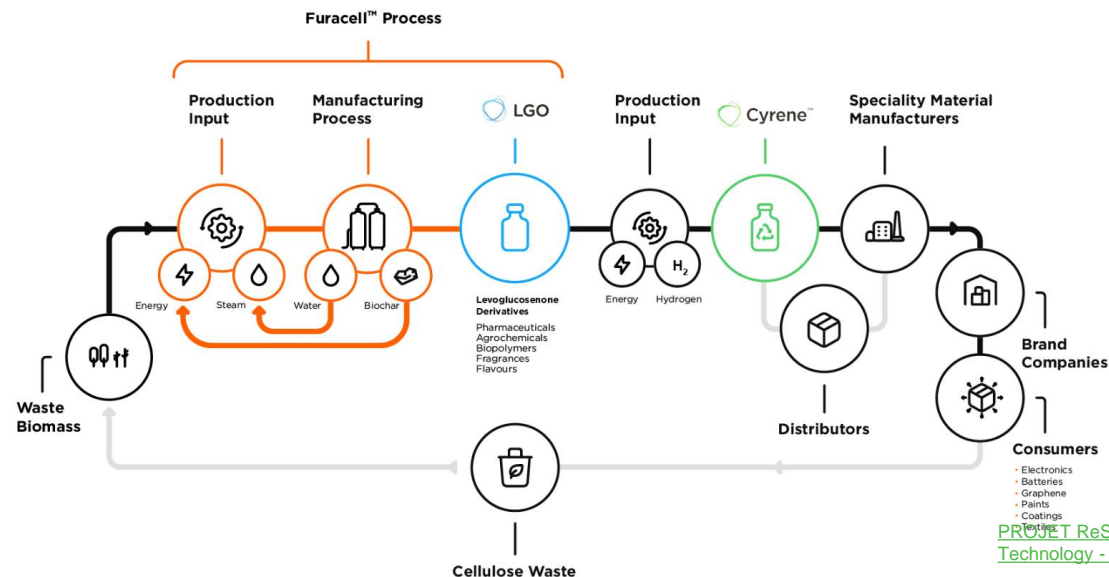 Furacell™ Process
Production
Input
Manufacturing
Process
LGO
Production
Input
Cyrene™
Speciality Material
Manufacturers
Energy
Steam
Water
Biochar
Levoglucosenone
Derivatives
Pharmaceuticals
Agrochemicals
Biopolymers
Fragrances
Flavours
Energy
H₂
Hydrogen
Brand
Companies
Waste
Biomass
Distributors
Consumers
• Electronics
• Batteries
• Graphene
• Paints
• Coatings
• Textiles
PROJET ReS
Technology -
Cellulose Waste